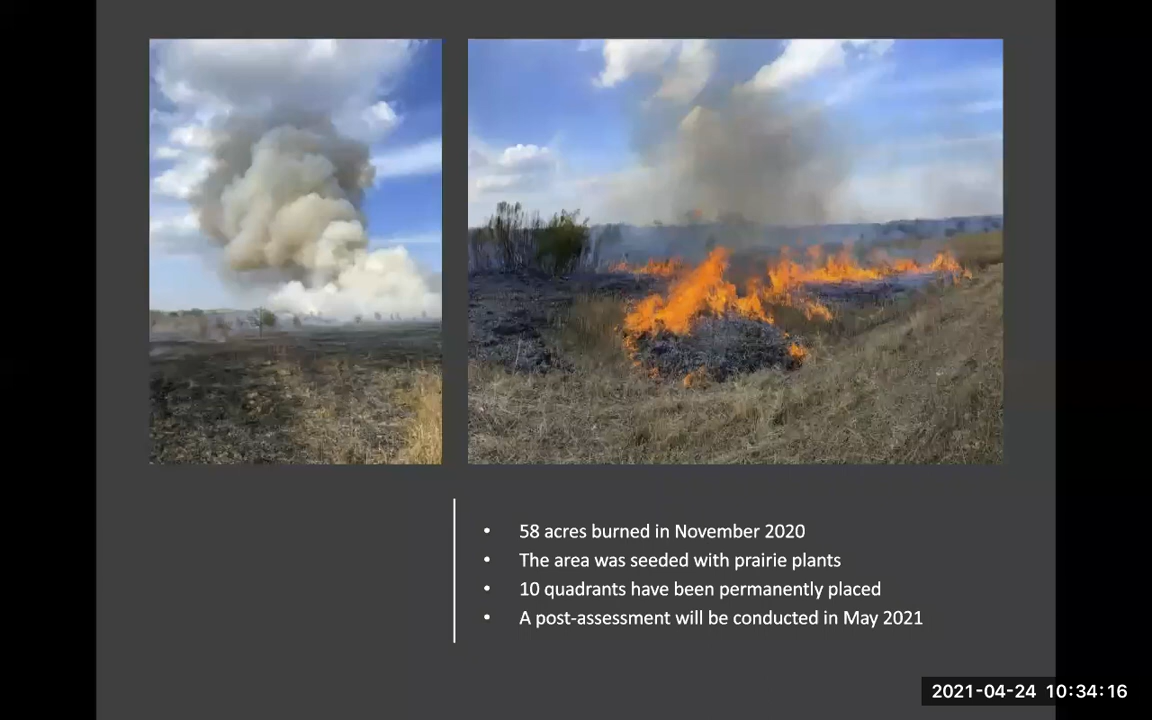 • 58 acres burned in November 2020
• The area was seeded with prairie plants
• 10 quadrants have been permanently placed
• A post-assessment will be conducted in May 2021
2021-04-24 10:34:16